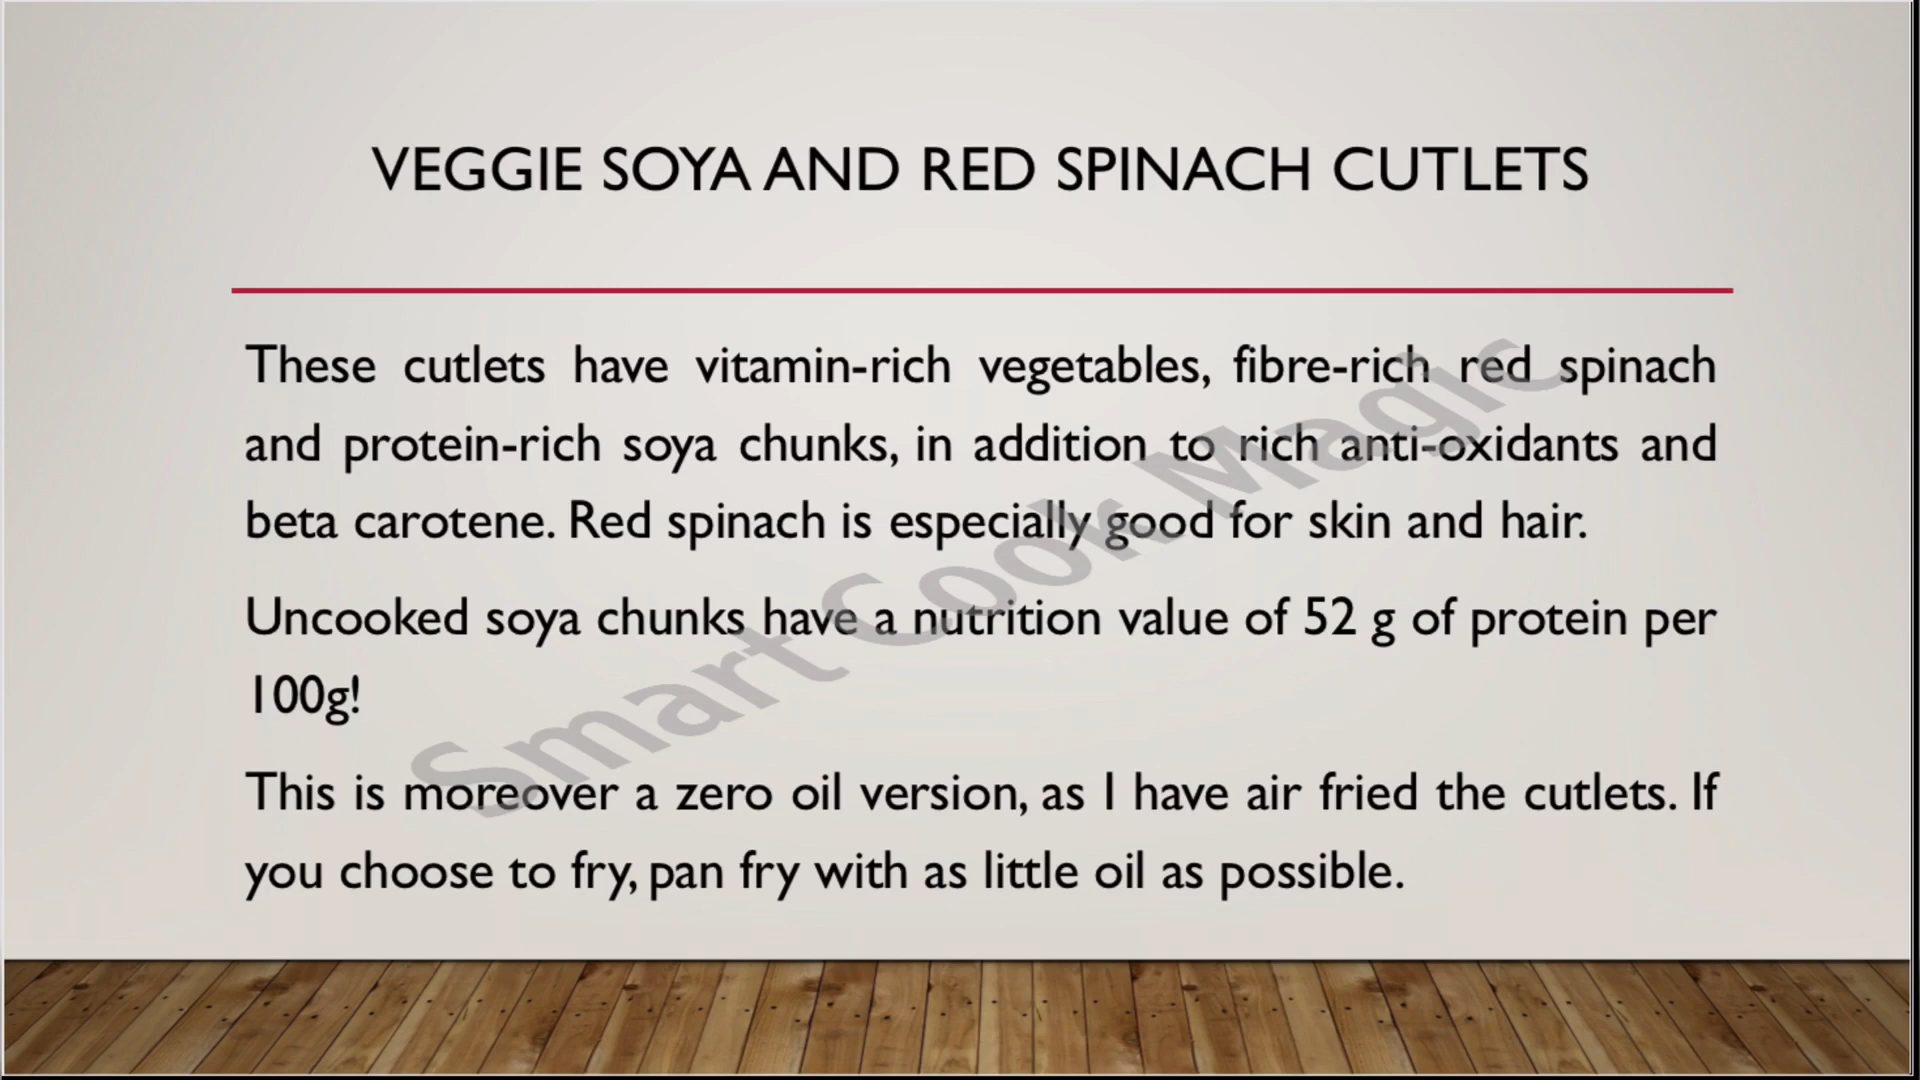 VEGGIE SOYA AND RED SPINACH CUTLETS
These cutlets have vitamin-rich vegetables, fibre-rich red spinach
and protein-rich soya chunks, in addition to rich anti-oxidants and
beta carotene. Red spinach is especially good for skin and hair.
Uncooked soya chunks have a nutrition value of 52 g of protein per
100g!
This is moreover a zero oil version, as I have air fried the cutlets. If
you choose to fry, pan fry with as little oil as possible.
Smart Cook Magic